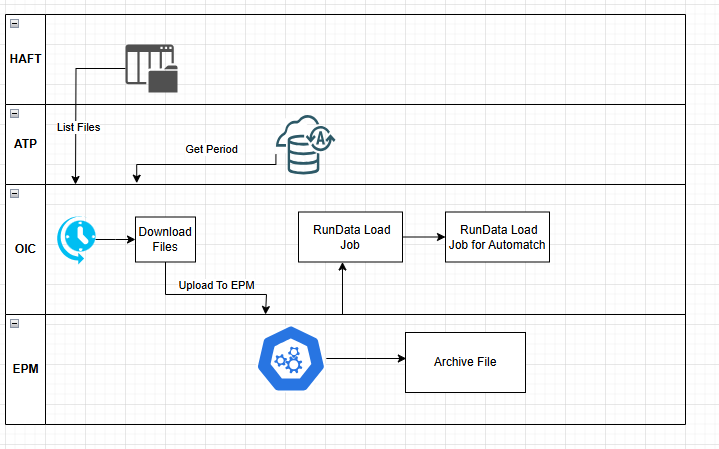 HAFT
List Files
ATP
Get Period
OIC
Download
Files
RunData Load
Job
RunData Load
Job for Automatch
Upload To EPM
EPM
Archive File